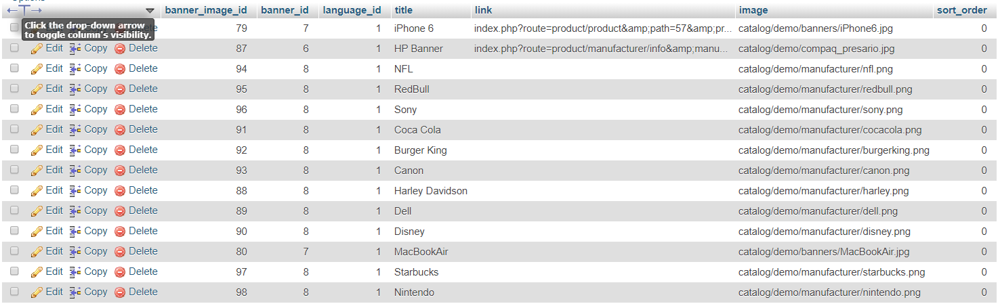 Options
banner_image_id banner_id language_id title link image sort_order
Click the drop-down arrow
to toggle column's visibility.
79 7 1 iPhone 6 index.php?route=product/product&amp;path=57&amp;pr... catalog/demo/banners/iPhone6.jpg 0
Edit Copy Delete 87 6 1 HP Banner index.php?route=product/manufacturer/info&amp;manu... catalog/demo/compaq_presario.jpg 0
Edit Copy Delete 94 8 1 NFL catalog/demo/manufacturer/nfl.png 0
Edit Copy Delete 95 8 1 RedBull catalog/demo/manufacturer/redbull.png 0
Edit Copy Delete 96 8 1 Sony catalog/demo/manufacturer/sony.png 0
Edit Copy Delete 91 8 1 Coca Cola catalog/demo/manufacturer/cocacola.png 0
Edit Copy Delete 92 8 1 Burger King catalog/demo/manufacturer/burgerking.png 0
Edit Copy Delete 93 8 1 Canon catalog/demo/manufacturer/canon.png 0
Edit Copy Delete 88 8 1 Harley Davidson catalog/demo/manufacturer/harley.png 0
Edit Copy Delete 89 8 1 Dell catalog/demo/manufacturer/dell.png 0
Edit Copy Delete 90 8 1 Disney catalog/demo/manufacturer/disney.png 0
Edit Copy Delete 80 7 1 MacBookAir catalog/demo/banners/MacBookAir.jpg 0
Edit Copy Delete 97 8 1 Starbucks catalog/demo/manufacturer/starbucks.png 0
Edit Copy Delete 98 8 1 Nintendo catalog/demo/manufacturer/nintendo.png 0